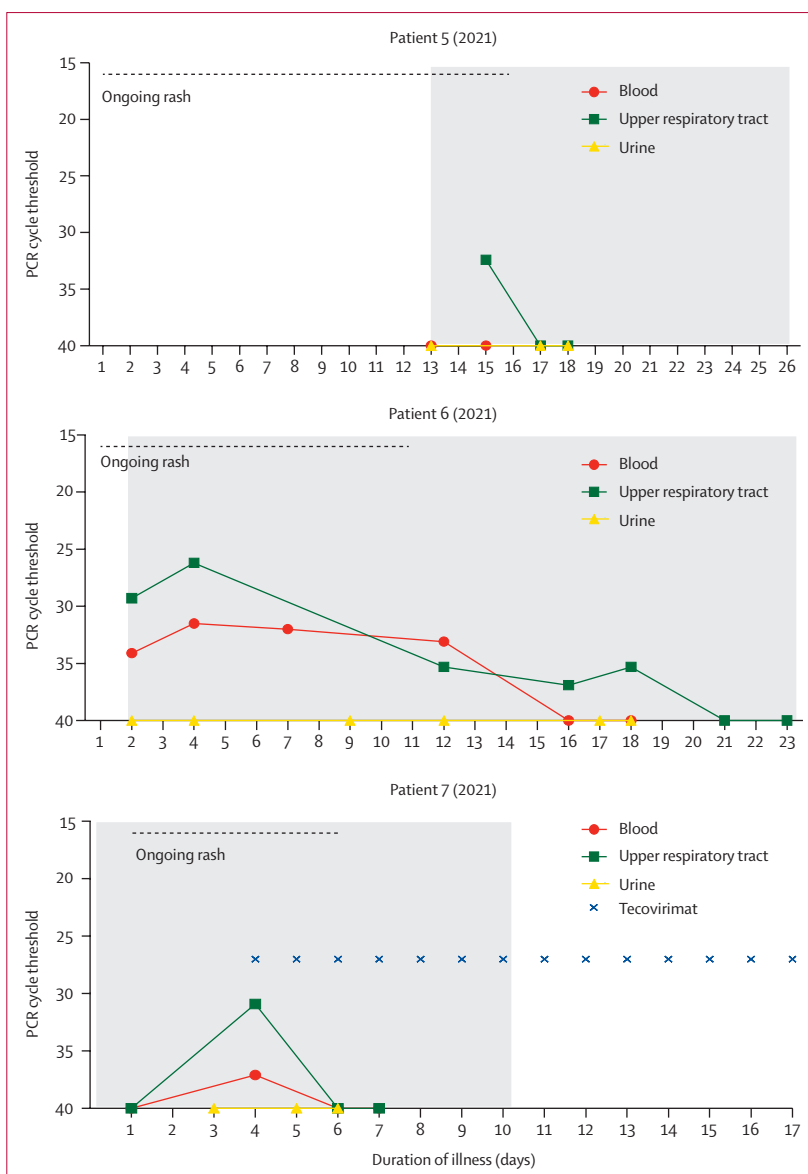 Patient 5 (2021)
PCR cycle threshold
15
20
25
30
35
40
Ongoing rash
Blood
Upper respiratory tract
Urine
1 2 3 4 5 6 7 8 9 10 11 12 13 14 15 16 17 18 19 20 21 22 23 24 25 26
Patient 6 (2021)
PCR cycle threshold
15
20
25
30
35
40
Ongoing rash
Blood
Upper respiratory tract
Urine
1 2 3 4 5 6 7 8 9 10 11 12 13 14 15 16 17 18 19 20 21 22 23
Patient 7 (2021)
PCR cycle threshold
15
20
25
30
35
40
Ongoing rash
Blood
Upper respiratory tract
Urine
Tecovirimat
1 2 3 4 5 6 7 8 9 10 11 12 13 14 15 16 17
Duration of illness (days)